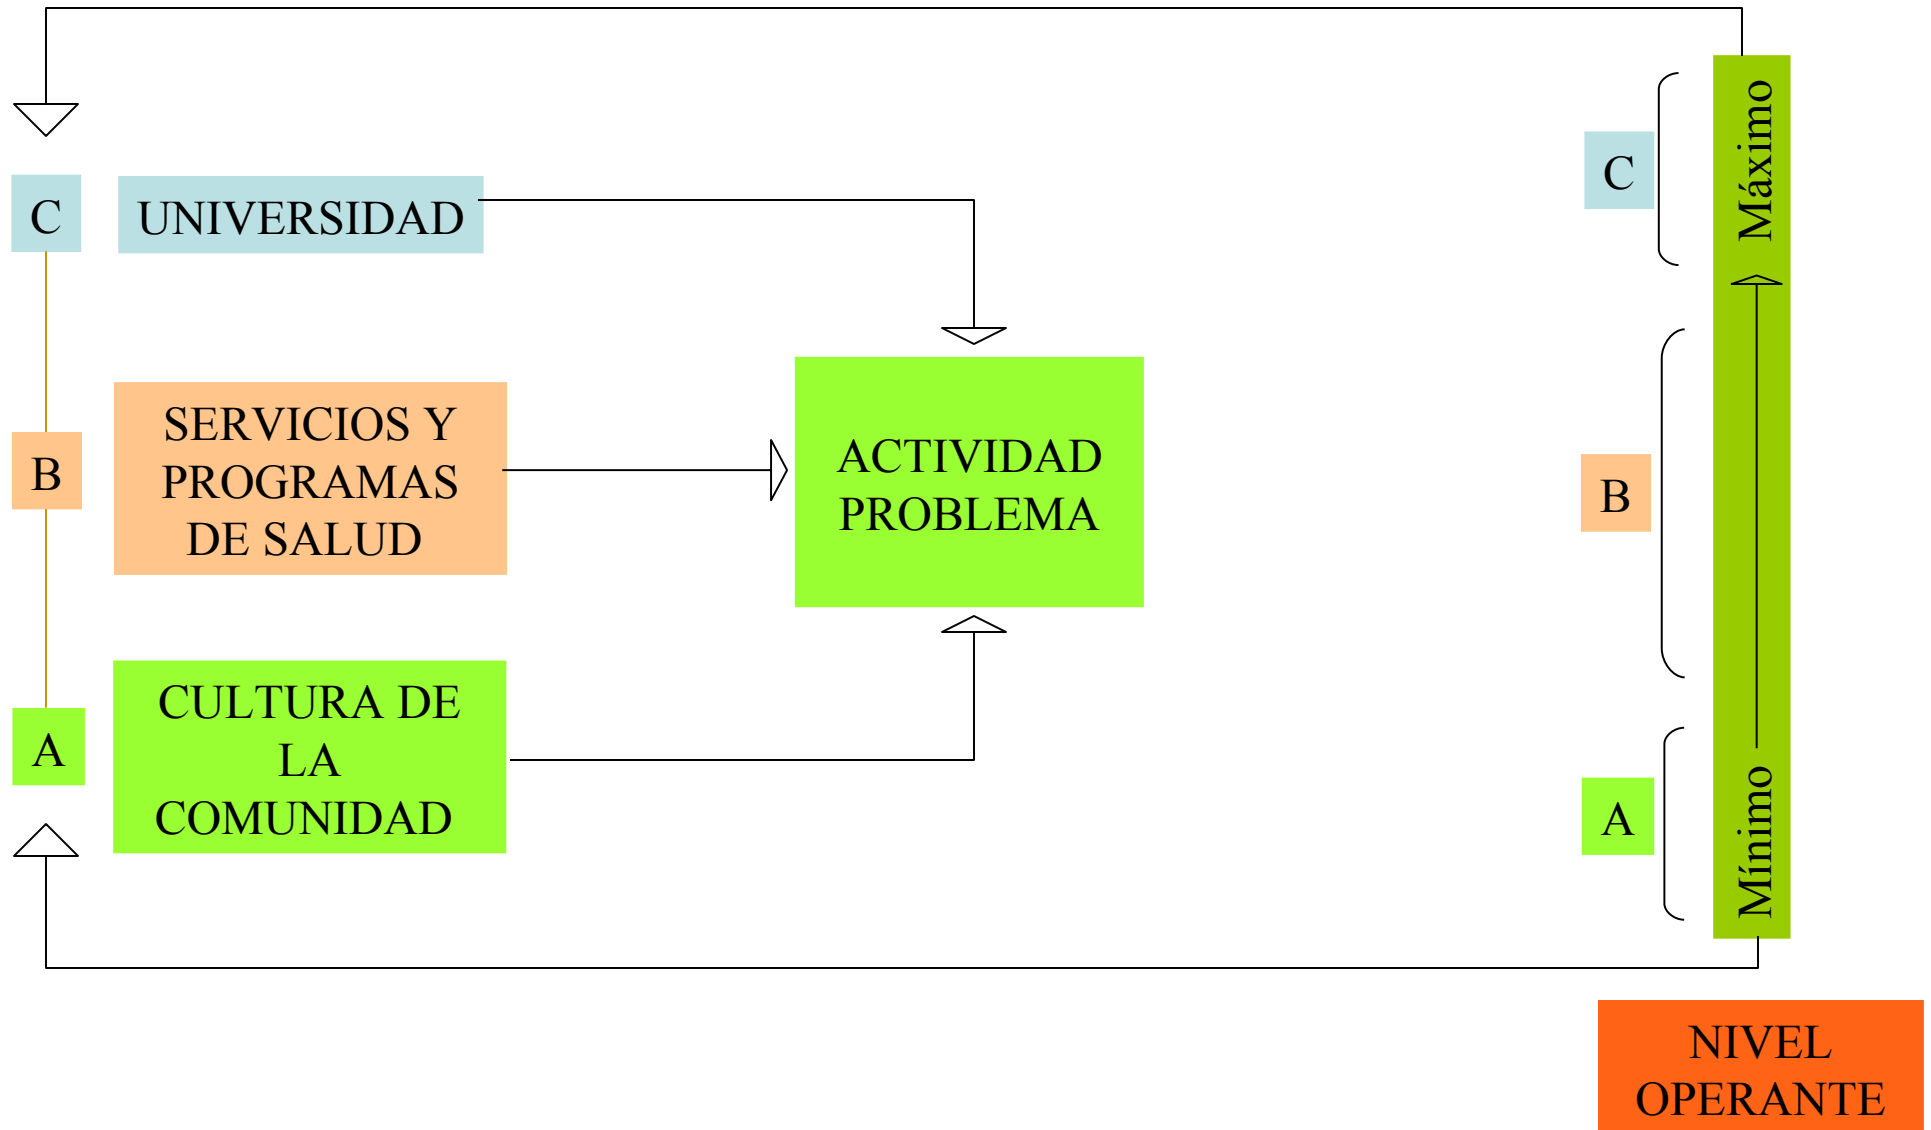 C
UNIVERSIDAD
B
SERVICIOS Y
PROGRAMAS
DE SALUD
A
CULTURA DE
LA
COMUNIDAD
ACTIVIDAD
PROBLEMA
C
B
A
Máximo
Mínimo
NIVEL
OPERANTE